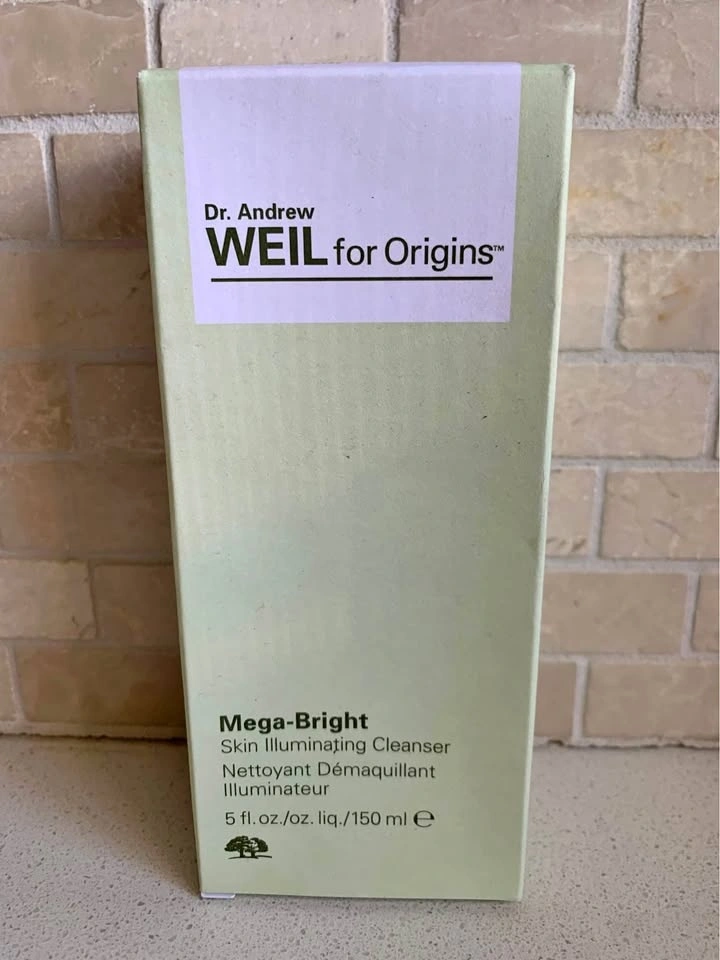 Dr. Andrew
WEIL for Origins™
Mega-Bright
Skin Illuminating Cleanser
Nettoyant Démaquillant
Illuminateur
5 fl. oz./oz. liq./150 ml ℮